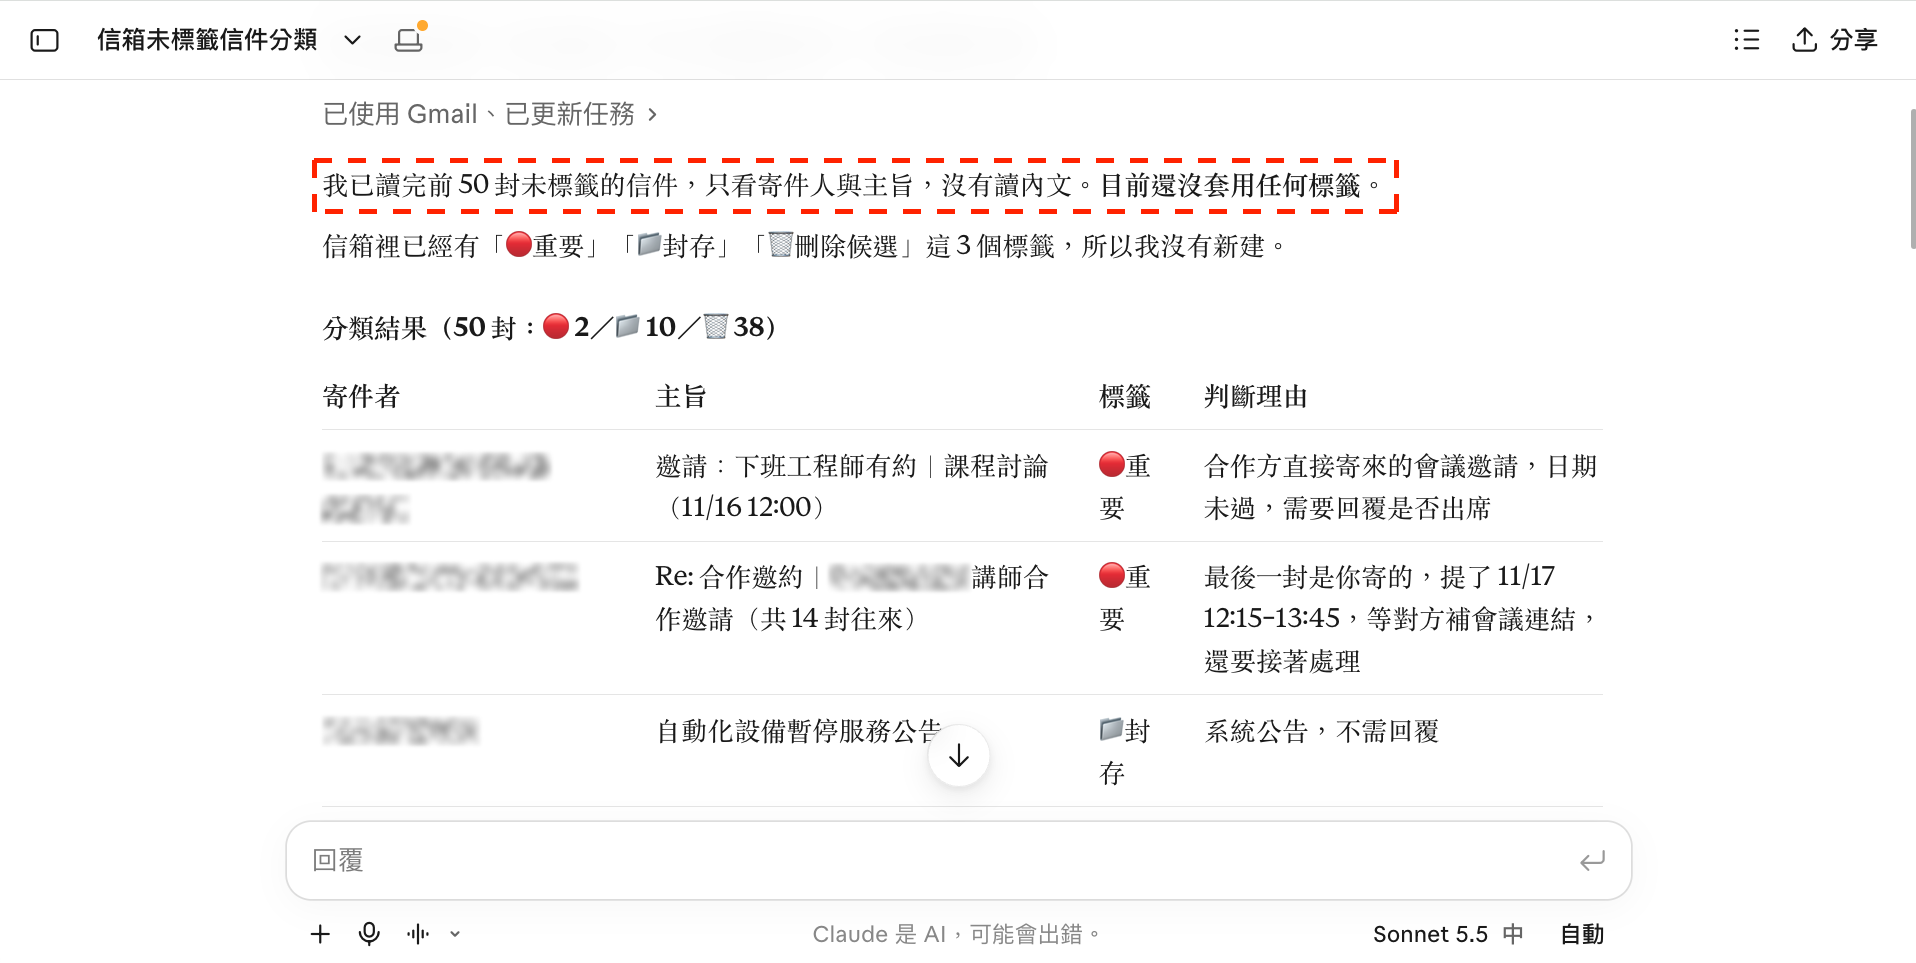 信箱未標籤信件分類
分享
已使用 Gmail、已更新任務
我已讀完前 50 封未標籤的信件，只看寄件人與主旨，沒有讀內文。目前還沒套用任何標籤。
信箱裡已經有「🔴重要」「📁封存」「🗑️刪除候選」這 3 個標籤，所以我沒有新建。
分類結果（50 封：🔴 2／📁 10／🗑️ 38）
寄件者 主旨 標籤 判斷理由
邀請：下班工程師有約｜課程討論 🔴重 合作方直接寄來的會議邀請，日期
（11/16 12:00） 要 未過，需要回覆是否出席
Re: 合作邀約｜ 講師合 🔴重 最後一封是你寄的，提了 11/17
作邀請（共 14 封往來） 要 12:15-13:45，等對方補會議連結，
還要接著處理
自動化設備暫停服務公告 📁封 系統公告，不需回覆
存
回覆
Claude 是 AI，可能會出錯。 Sonnet 5.5 中 自動